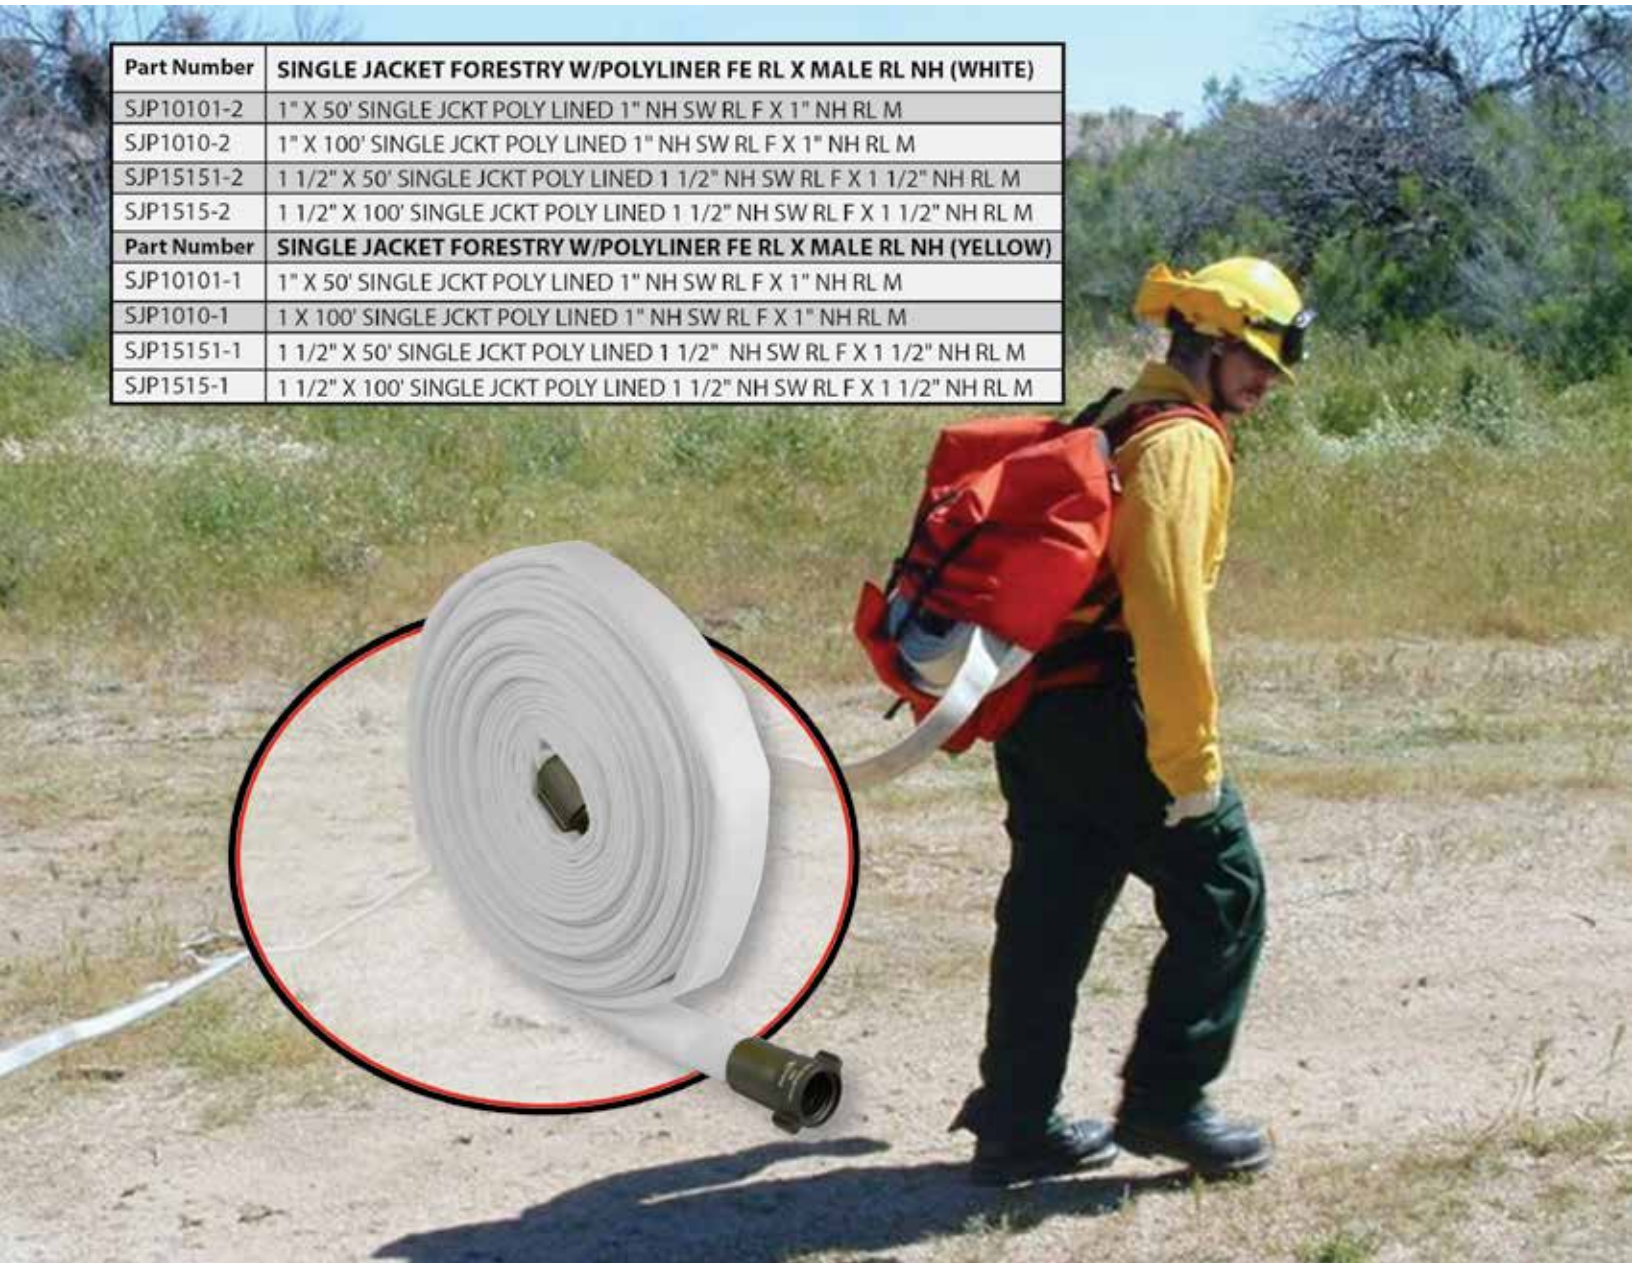 Part Number SINGLE JACKET FORESTRY W/POLYLINER FE RL X MALE RL NH (WHITE)
SJP10101-2 1" X 50' SINGLE JCKT POLY LINED 1" NH SW RL F X 1" NH RL M
SJP1010-2 1" X 100' SINGLE JCKT POLY LINED 1" NH SW RL F X 1" NH RL M
SJP15151-2 1 1/2" X 50' SINGLE JCKT POLY LINED 1 1/2" NH SW RL F X 1 1/2" NH RL M
SJP1515-2 1 1/2" X 100' SINGLE JCKT POLY LINED 1 1/2" NH SW RL F X 1 1/2" NH RL M
Part Number SINGLE JACKET FORESTRY W/POLYLINER FE RL X MALE RL NH (YELLOW)
SJP10101-1 1" X 50' SINGLE JCKT POLY LINED 1" NH SW RL F X 1" NH RL M
SJP1010-1 1 X 100' SINGLE JCKT POLY LINED 1" NH SW RL F X 1" NH RL M
SJP15151-1 1 1/2" X 50' SINGLE JCKT POLY LINED 1 1/2" NH SW RL F X 1 1/2" NH RL M
SJP1515-1 1 1/2" X 100' SINGLE JCKT POLY LINED 1 1/2" NH SW RL F X 1 1/2" NH RL M